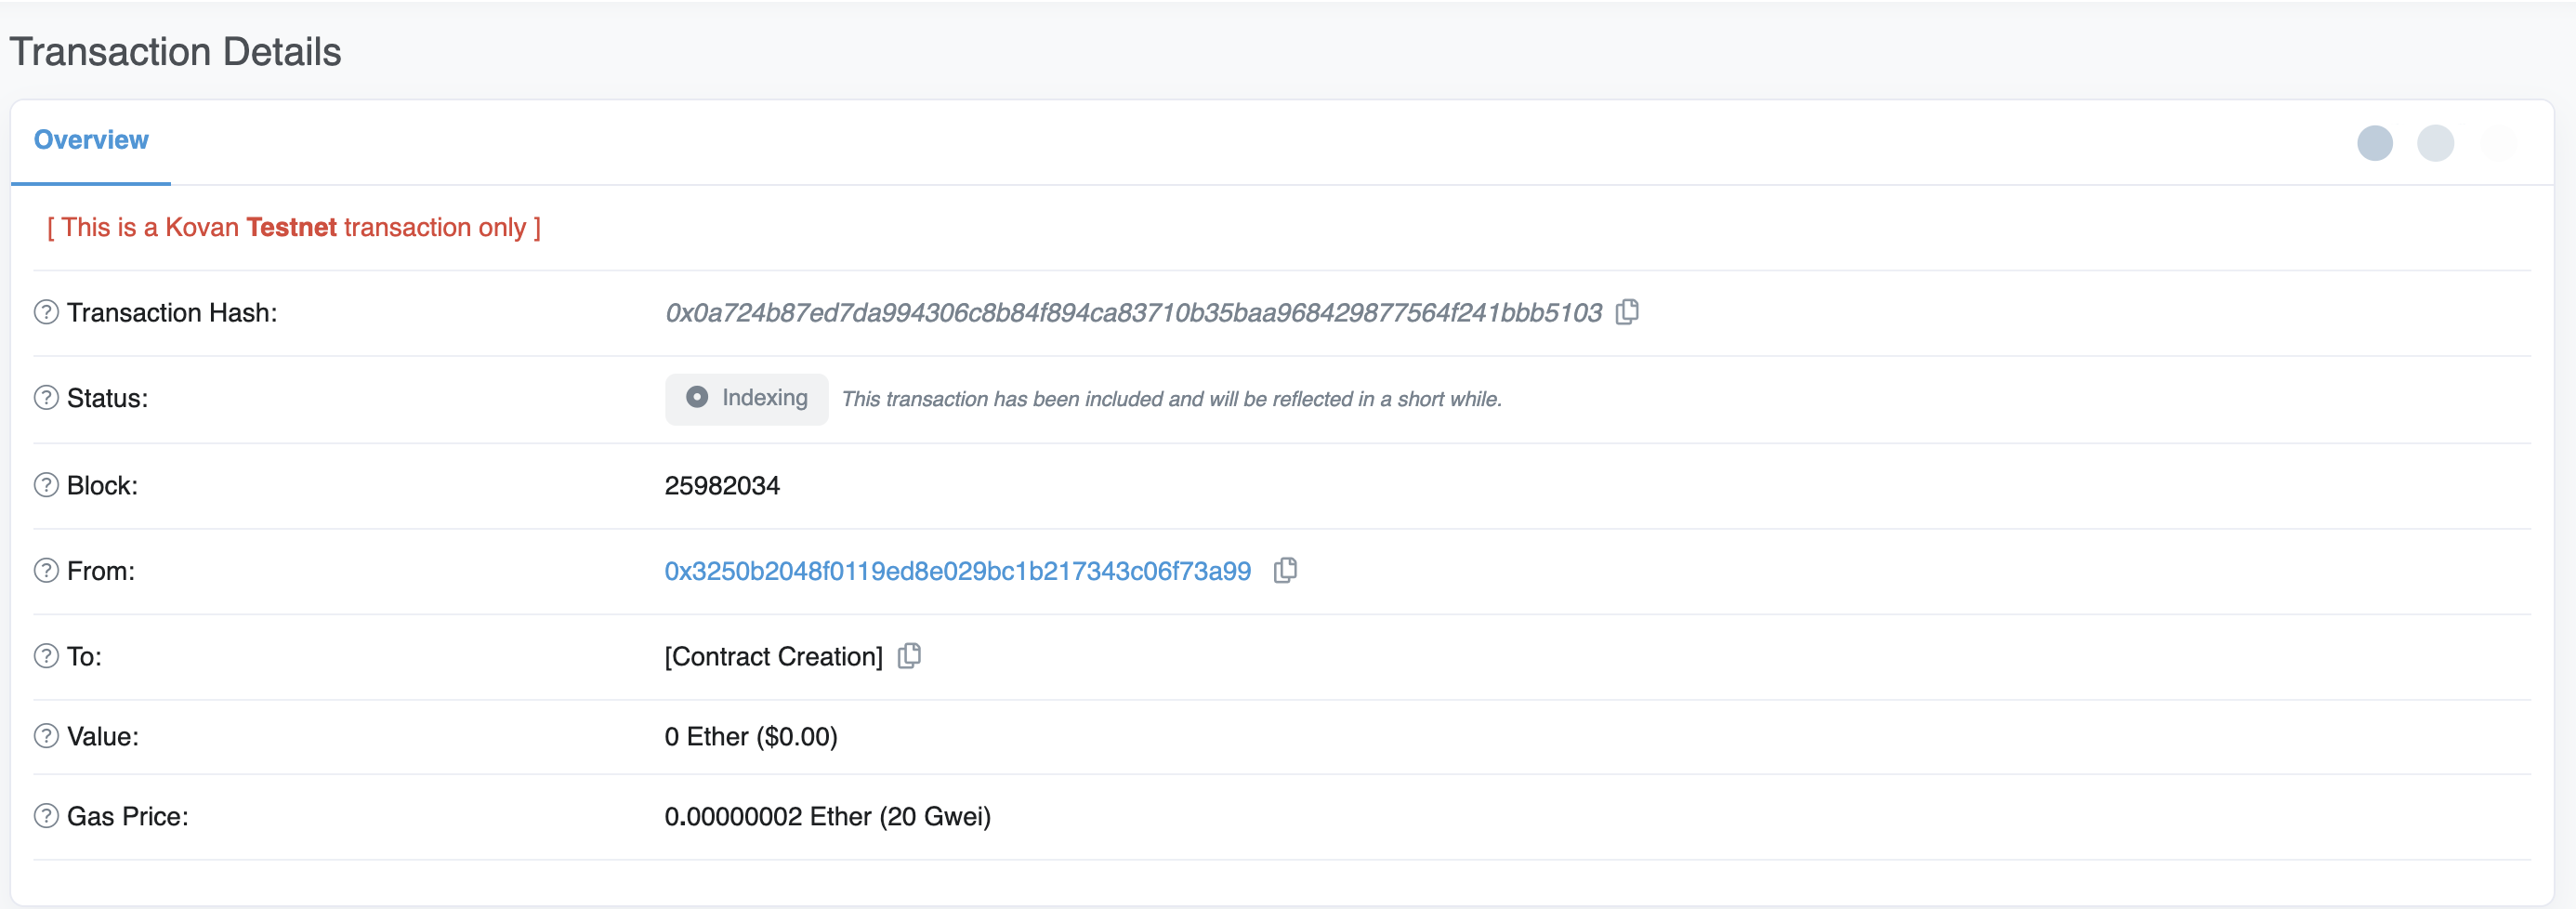 Transaction Details
Overview
[ This is a Kovan Testnet transaction only ]
Transaction Hash: 0x0a724b87ed7da994306c8b84f894ca83710b35baa968429877564f241bbb5103
Status: Indexing This transaction has been included and will be reflected in a short while.
Block: 25982034
From: 0x3250b2048f0119ed8e029bc1b217343c06f73a99
To: [Contract Creation]
Value: 0 Ether ($0.00)
Gas Price: 0.00000002 Ether (20 Gwei)